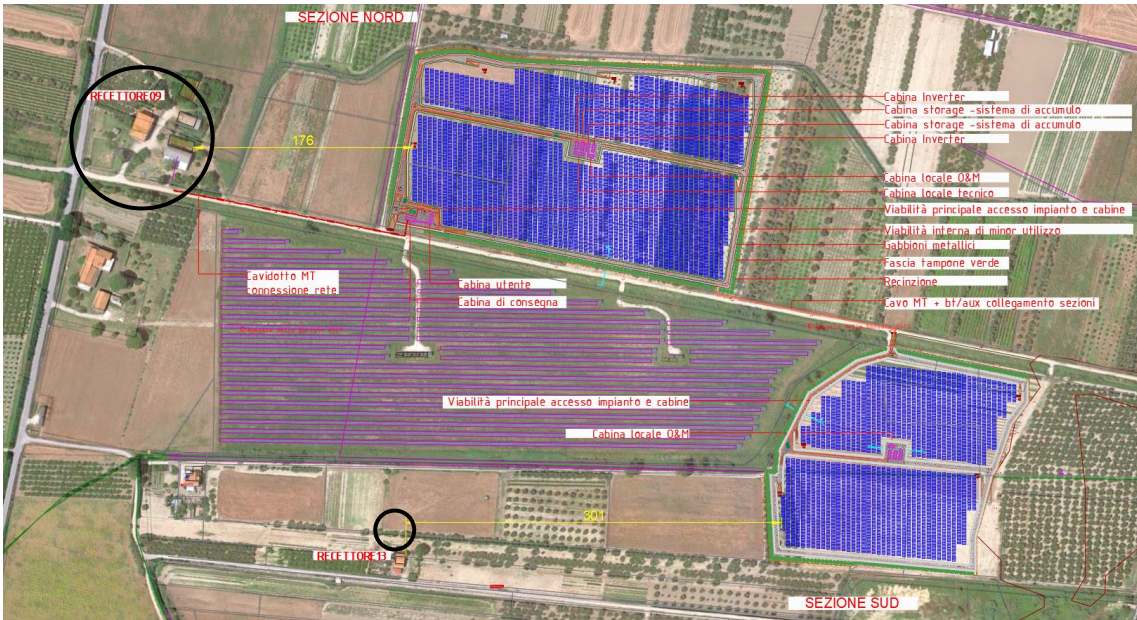 SEZIONE NORD
RECETTORE09
176
Cabina Inverter
Cabina storage -sistema di accumulo
Cabina storage -sistema di accumulo
Cabina Inverter
Cabina locale O&M
Cabina locale tecnico
Viabilità principale accesso impianto e cabine
Viabilità interna di minor utilizzo
Gabbioni metallici
Fascia tampone verde
Recinzione
Cavo MT + bt/aux collegamento sezioni
Cavidotto MT
connessione rete
Cabina utente
Cabina di consegna
Viabilità principale accesso impianto e cabine
Cabina locale O&M
301
RECETTORE13
SEZIONE SUD